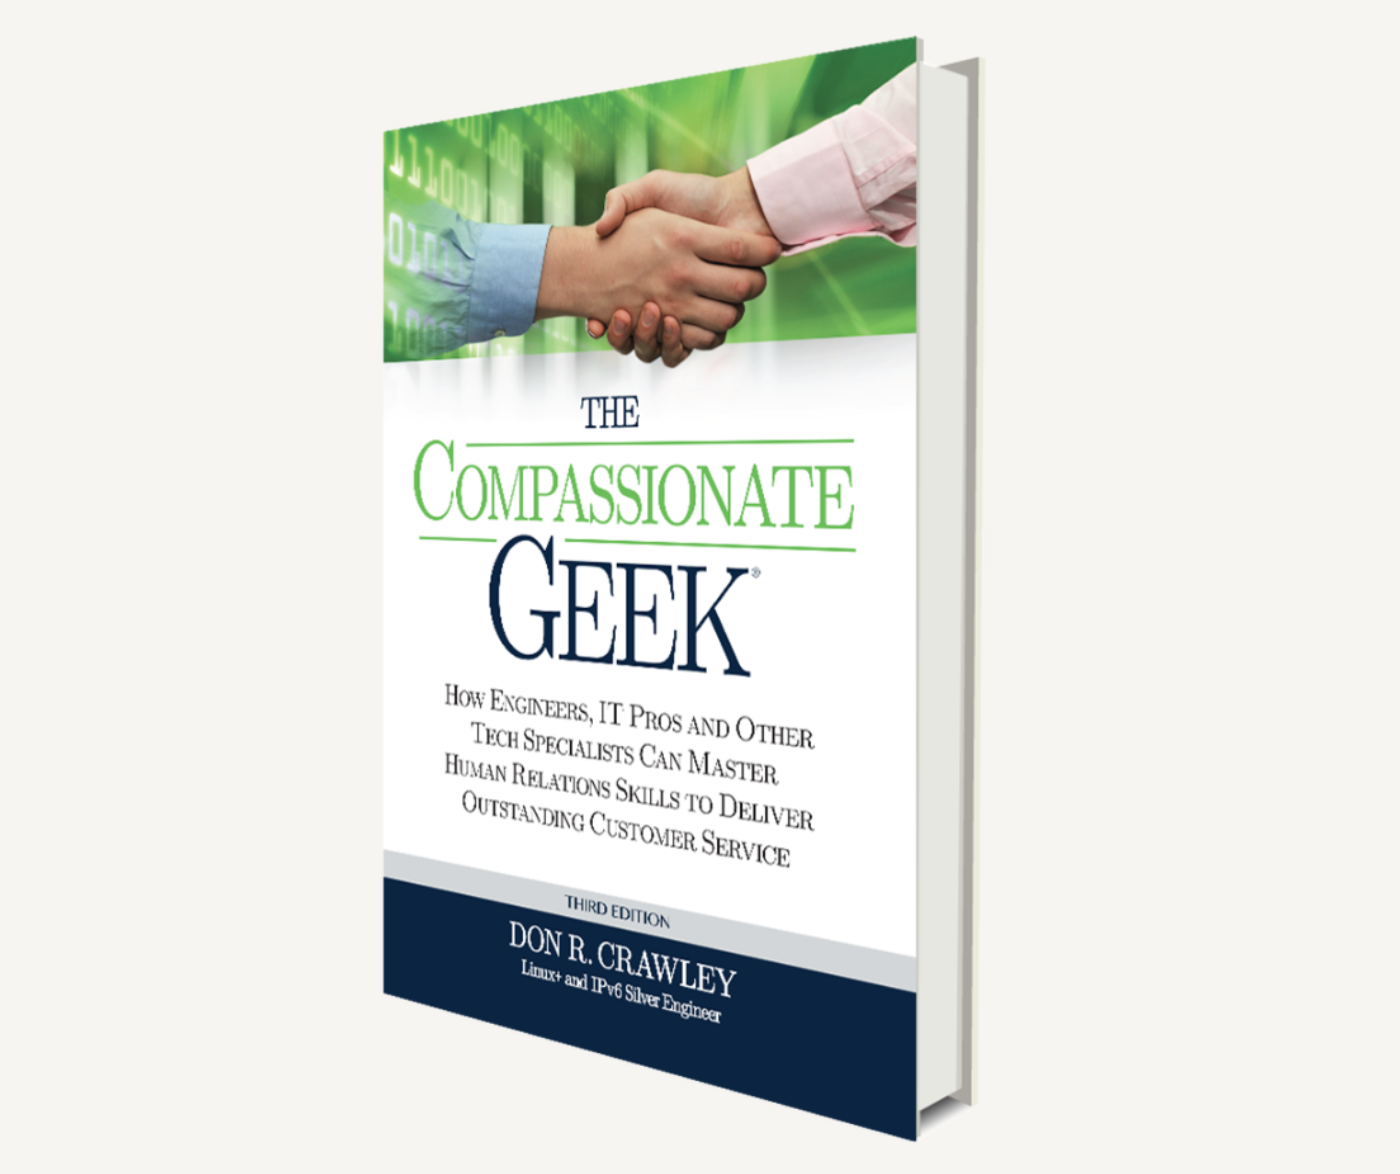 THE
COMPASSIONATE
GEEK®
HOW ENGINEERS, IT PROS AND OTHER
TECH SPECIALISTS CAN MASTER
HUMAN RELATIONS SKILLS TO DELIVER
OUTSTANDING CUSTOMER SERVICE
THIRD EDITION
DON R. CRAWLEY
Linux+ and IPv6 Silver Engineer